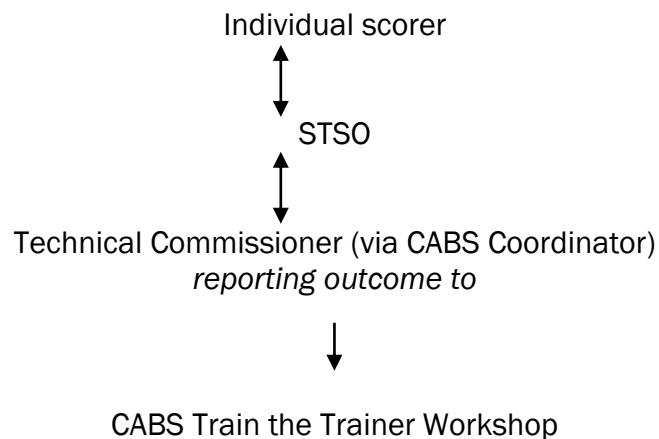 Individual scorer
STSO
Technical Commissioner (via CABS Coordinator)
reporting outcome to
CABS Train the Trainer Workshop